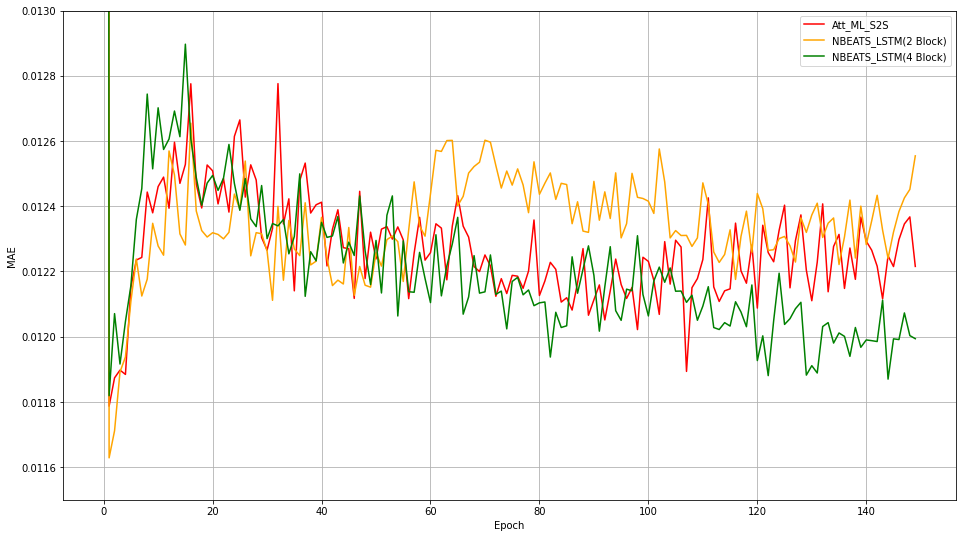 0.0130
0.0128
0.0126
0.0124
0.0122
0.0120
0.0118
0.0116
MAE
0 20 40 60 80 100 120 140
Epoch
Att_ML_S2S
NBEATS_LSTM(2 Block)
NBEATS_LSTM(4 Block)